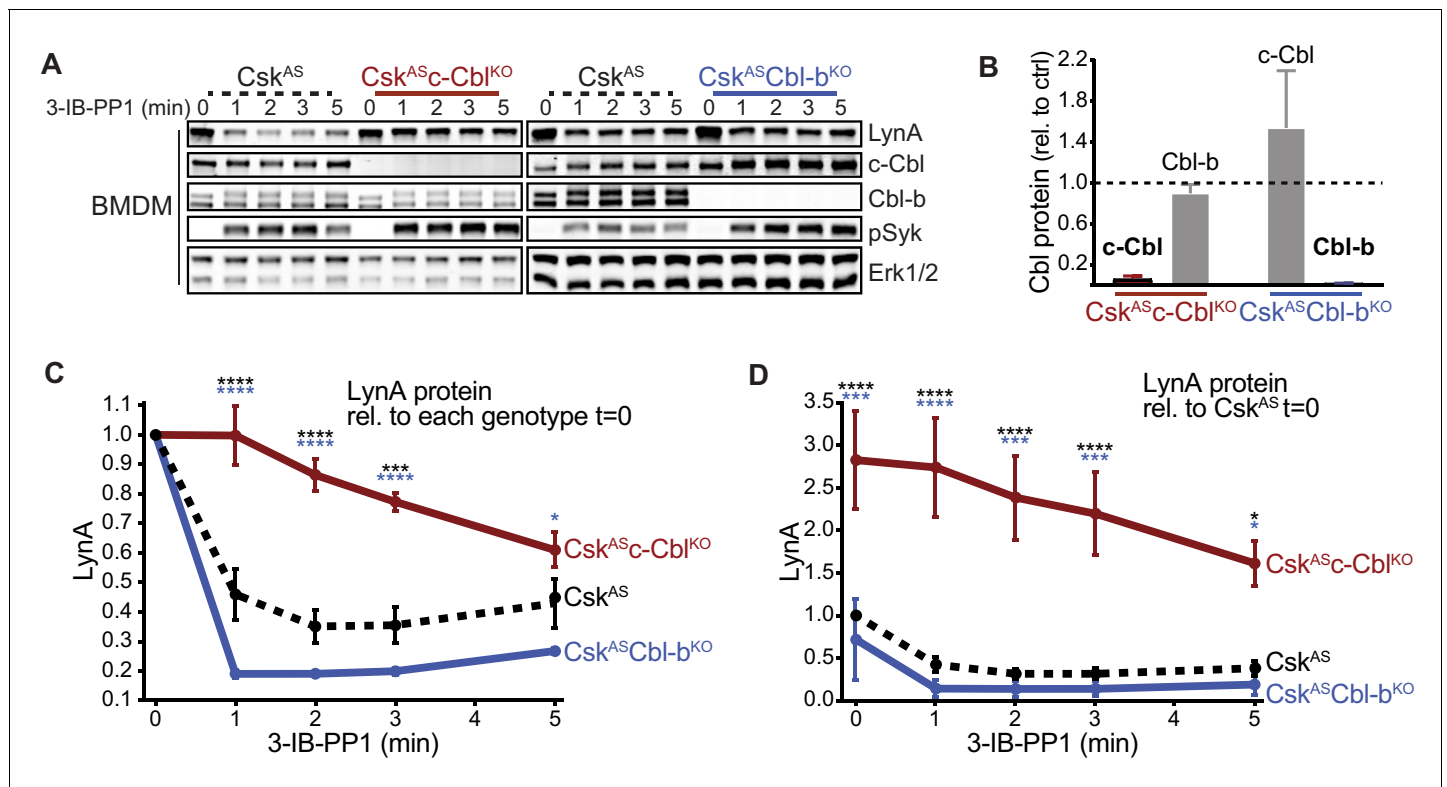 A
Csk^AS Csk^AS c-Cbl^KO Csk^AS Csk^AS Cbl-b^KO
3-IB-PP1 (min) 0 1 2 3 5 0 1 2 3 5 0 1 2 3 5 0 1 2 3 5
LynA
c-Cbl
Cbl-b
pSyk
Erk1/2
BMDM
B
Cbl protein (rel. to ctrl)
2.2
1.8
1.4
1.0
0.6
0.2
c-Cbl
Cbl-b
c-Cbl
Cbl-b
Csk^AS c-Cbl^KO Csk^AS Cbl-b^KO
C
LynA protein
rel. to each genotype t=0
LynA
1.1
1.0
0.9
0.8
0.7
0.6
0.5
0.4
0.3
0.2
0.1
****
****
****
****
***
****
*
Csk^AS c-Cbl^KO
Csk^AS
Csk^AS Cbl-b^KO
0 1 2 3 4 5
3-IB-PP1 (min)
D
LynA protein
rel. to Csk^AS t=0
LynA
3.5
3.0
2.5
2.0
1.5
1.0
0.5
0.0
****
***
****
****
****
***
****
***
*
*
Csk^AS c-Cbl^KO
Csk^AS
Csk^AS Cbl-b^KO
0 1 2 3 4 5
3-IB-PP1 (min)